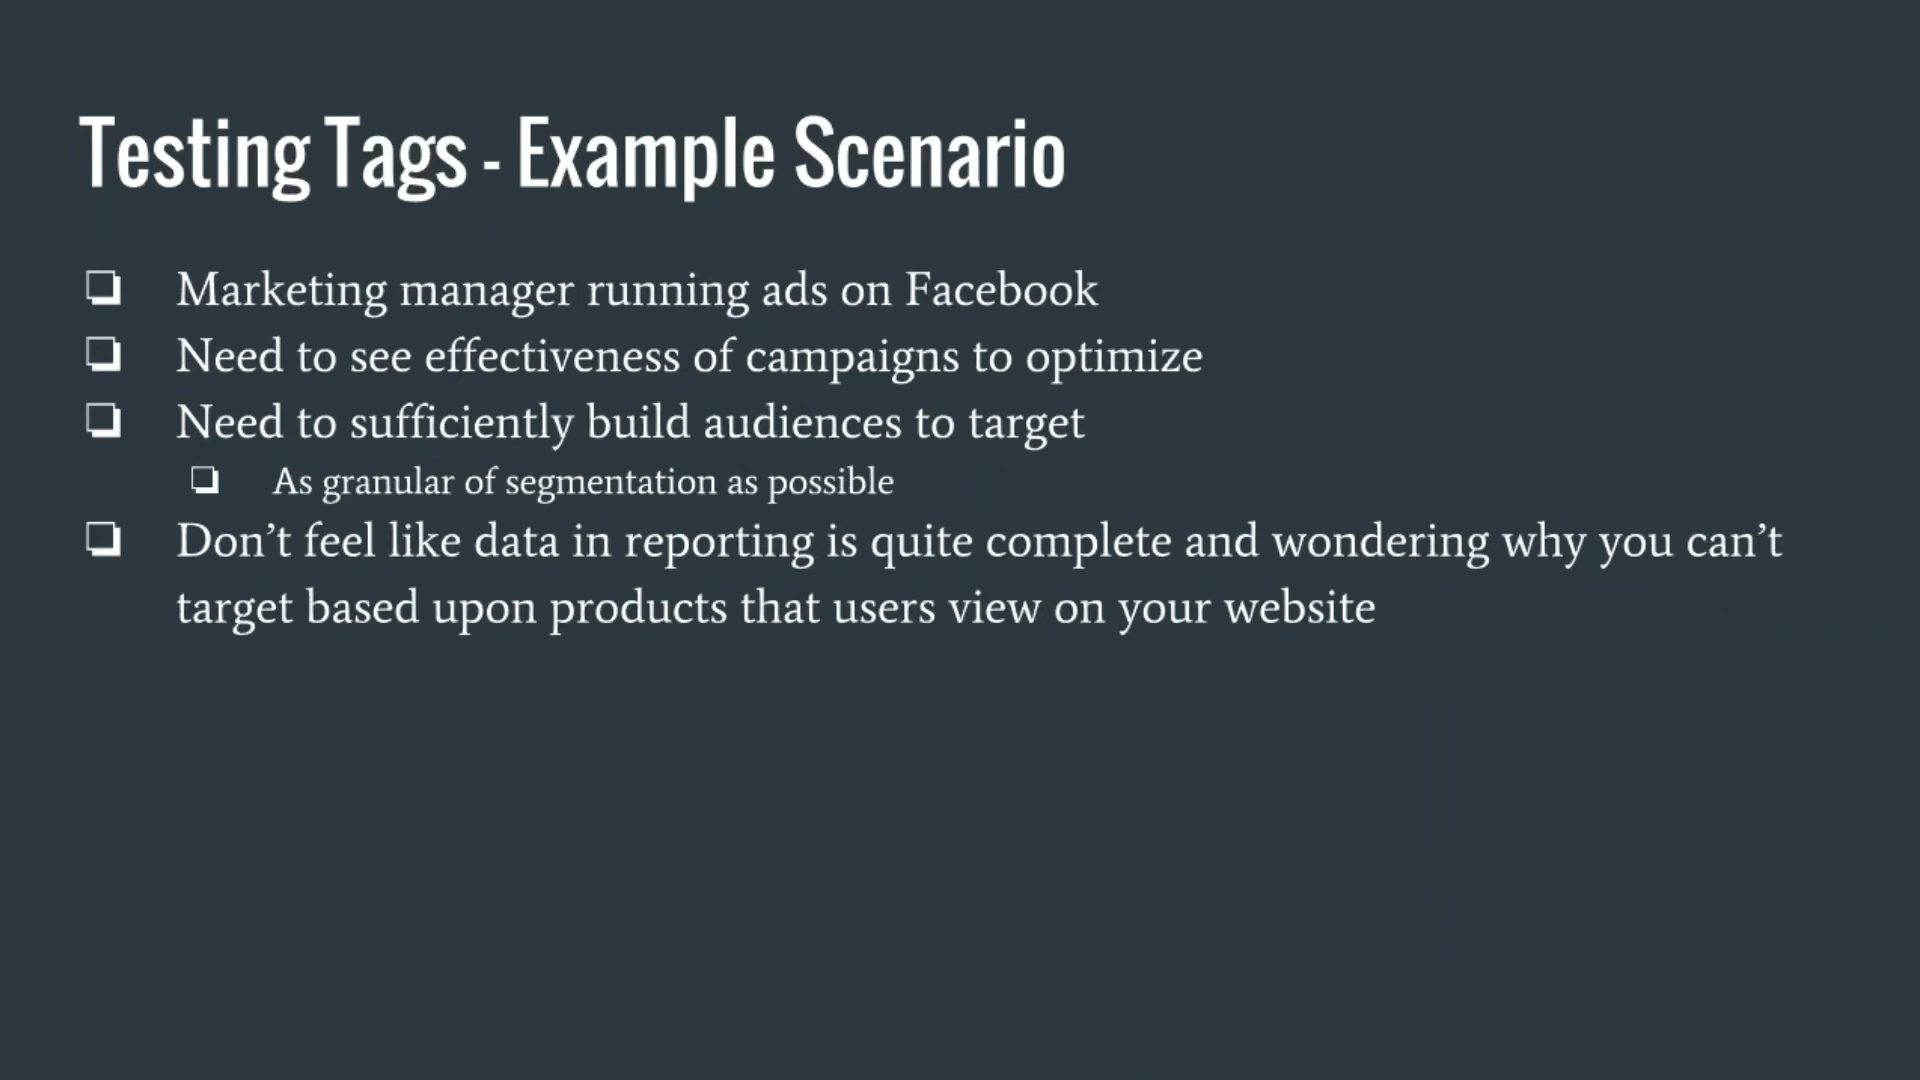 Testing Tags - Example Scenario
Marketing manager running ads on Facebook
Need to see effectiveness of campaigns to optimize
Need to sufficiently build audiences to target
As granular of segmentation as possible
Don’t feel like data in reporting is quite complete and wondering why you can’t
target based upon products that users view on your website